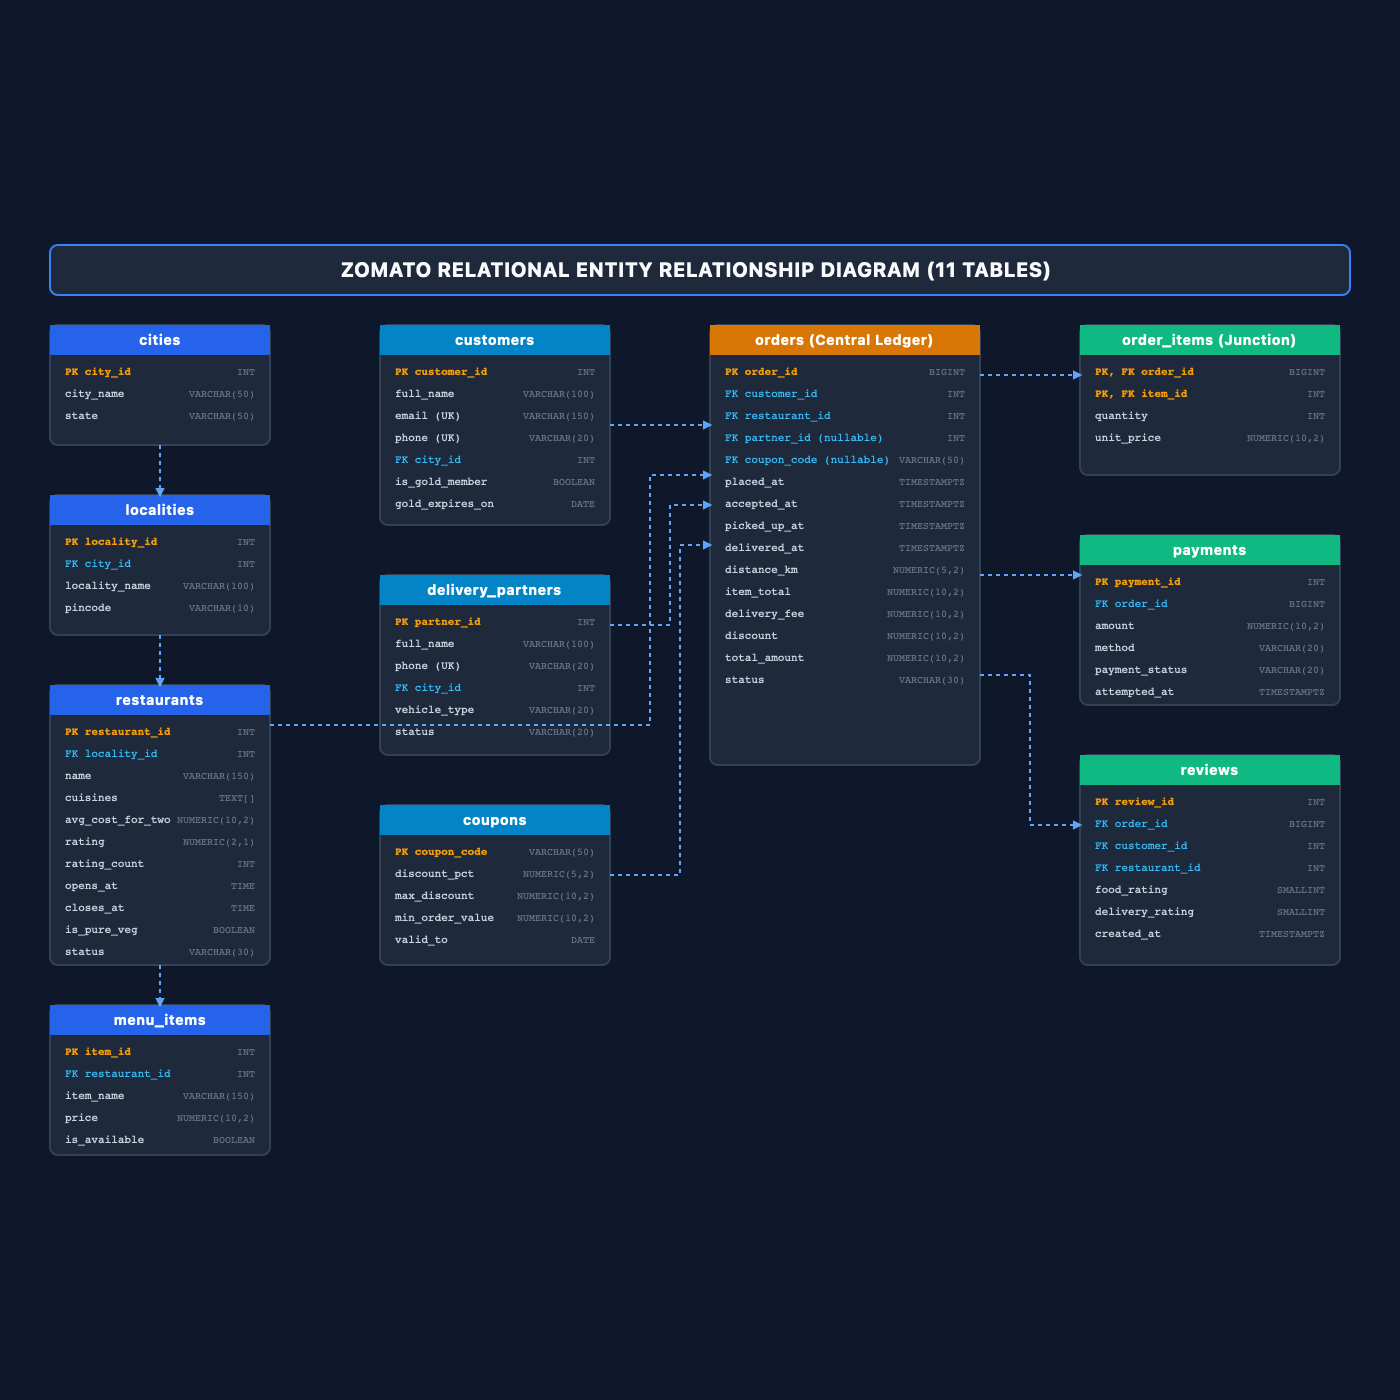 ZOMATO RELATIONAL ENTITY RELATIONSHIP DIAGRAM (11 TABLES)
cities
PK city_id INT
city_name VARCHAR(50)
state VARCHAR(50)
localities
PK locality_id INT
FK city_id INT
locality_name VARCHAR(100)
pincode VARCHAR(10)
restaurants
PK restaurant_id INT
FK locality_id INT
name VARCHAR(150)
cuisines TEXT[]
avg_cost_for_two NUMERIC(10,2)
rating NUMERIC(2,1)
rating_count INT
opens_at TIME
closes_at TIME
is_pure_veg BOOLEAN
status VARCHAR(30)
menu_items
PK item_id INT
FK restaurant_id INT
item_name VARCHAR(150)
price NUMERIC(10,2)
is_available BOOLEAN
customers
PK customer_id INT
full_name VARCHAR(100)
email (UK) VARCHAR(150)
phone (UK) VARCHAR(20)
FK city_id INT
is_gold_member BOOLEAN
gold_expires_on DATE
delivery_partners
PK partner_id INT
full_name VARCHAR(100)
phone (UK) VARCHAR(20)
FK city_id INT
vehicle_type VARCHAR(20)
status VARCHAR(20)
coupons
PK coupon_code VARCHAR(50)
discount_pct NUMERIC(5,2)
max_discount NUMERIC(10,2)
min_order_value NUMERIC(10,2)
valid_to DATE
orders (Central Ledger)
PK order_id BIGINT
FK customer_id INT
FK restaurant_id INT
FK partner_id (nullable) INT
FK coupon_code (nullable) VARCHAR(50)
placed_at TIMESTAMPTZ
accepted_at TIMESTAMPTZ
picked_up_at TIMESTAMPTZ
delivered_at TIMESTAMPTZ
distance_km NUMERIC(5,2)
item_total NUMERIC(10,2)
delivery_fee NUMERIC(10,2)
discount NUMERIC(10,2)
total_amount NUMERIC(10,2)
status VARCHAR(30)
order_items (Junction)
PK, FK order_id BIGINT
PK, FK item_id INT
quantity INT
unit_price NUMERIC(10,2)
payments
PK payment_id INT
FK order_id BIGINT
amount NUMERIC(10,2)
method VARCHAR(20)
payment_status VARCHAR(20)
attempted_at TIMESTAMPTZ
reviews
PK review_id INT
FK order_id BIGINT
FK customer_id INT
FK restaurant_id INT
food_rating SMALLINT
delivery_rating SMALLINT
created_at TIMESTAMPTZ